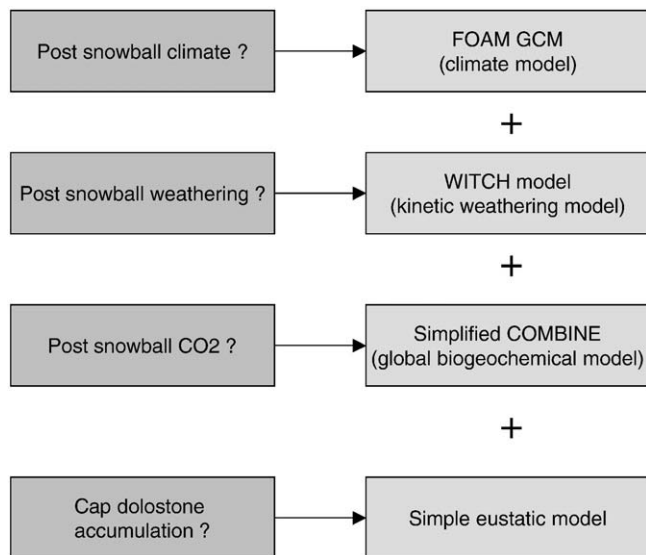 Post snowball climate ?
FOAM GCM
(climate model)
+
Post snowball weathering ?
WITCH model
(kinetic weathering model)
+
Post snowball CO2 ?
Simplified COMBINE
(global biogeochemical model)
+
Cap dolostone
accumulation ?
Simple eustatic model